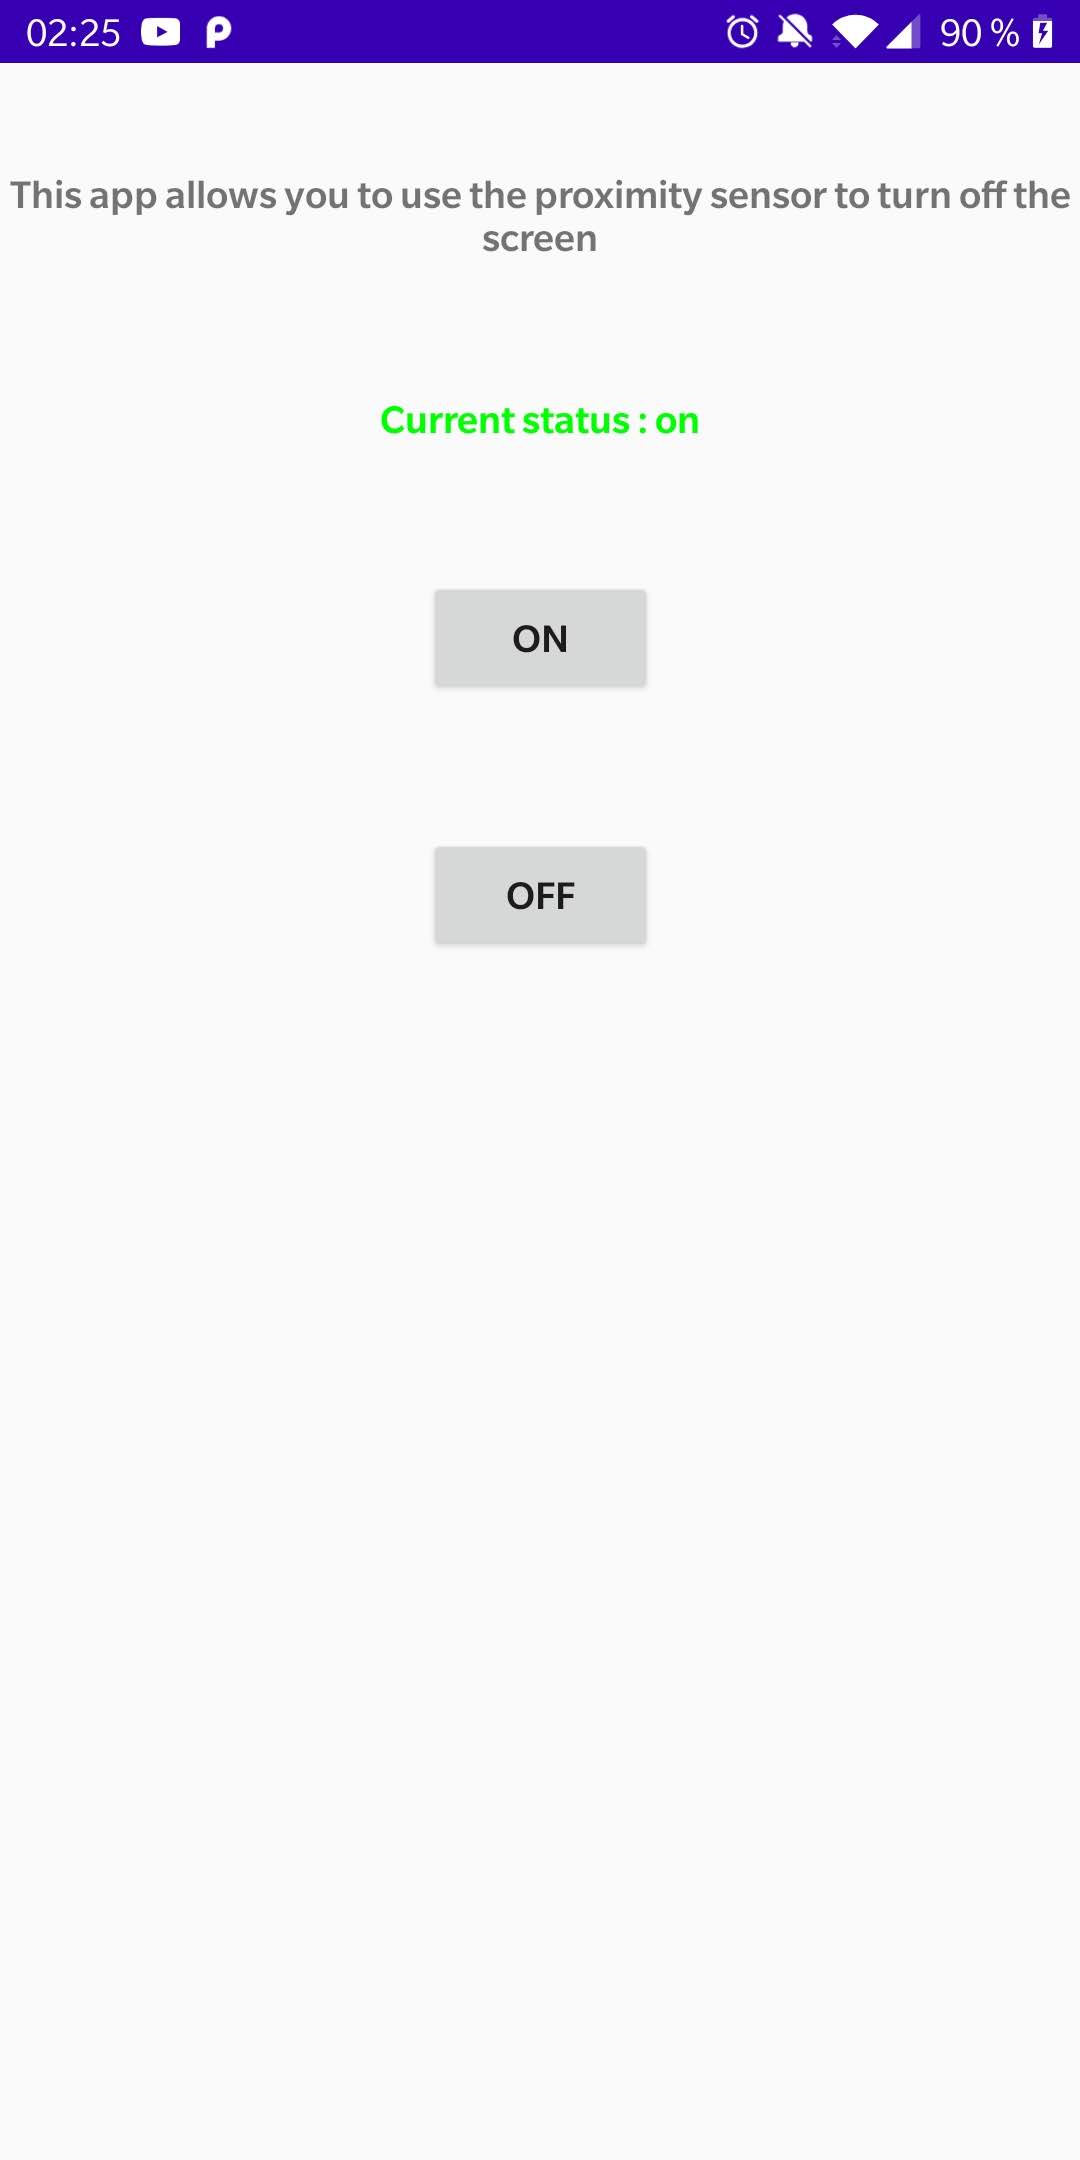 02:25 90 %
This app allows you to use the proximity sensor to turn off the
screen
Current status : on
ON
OFF